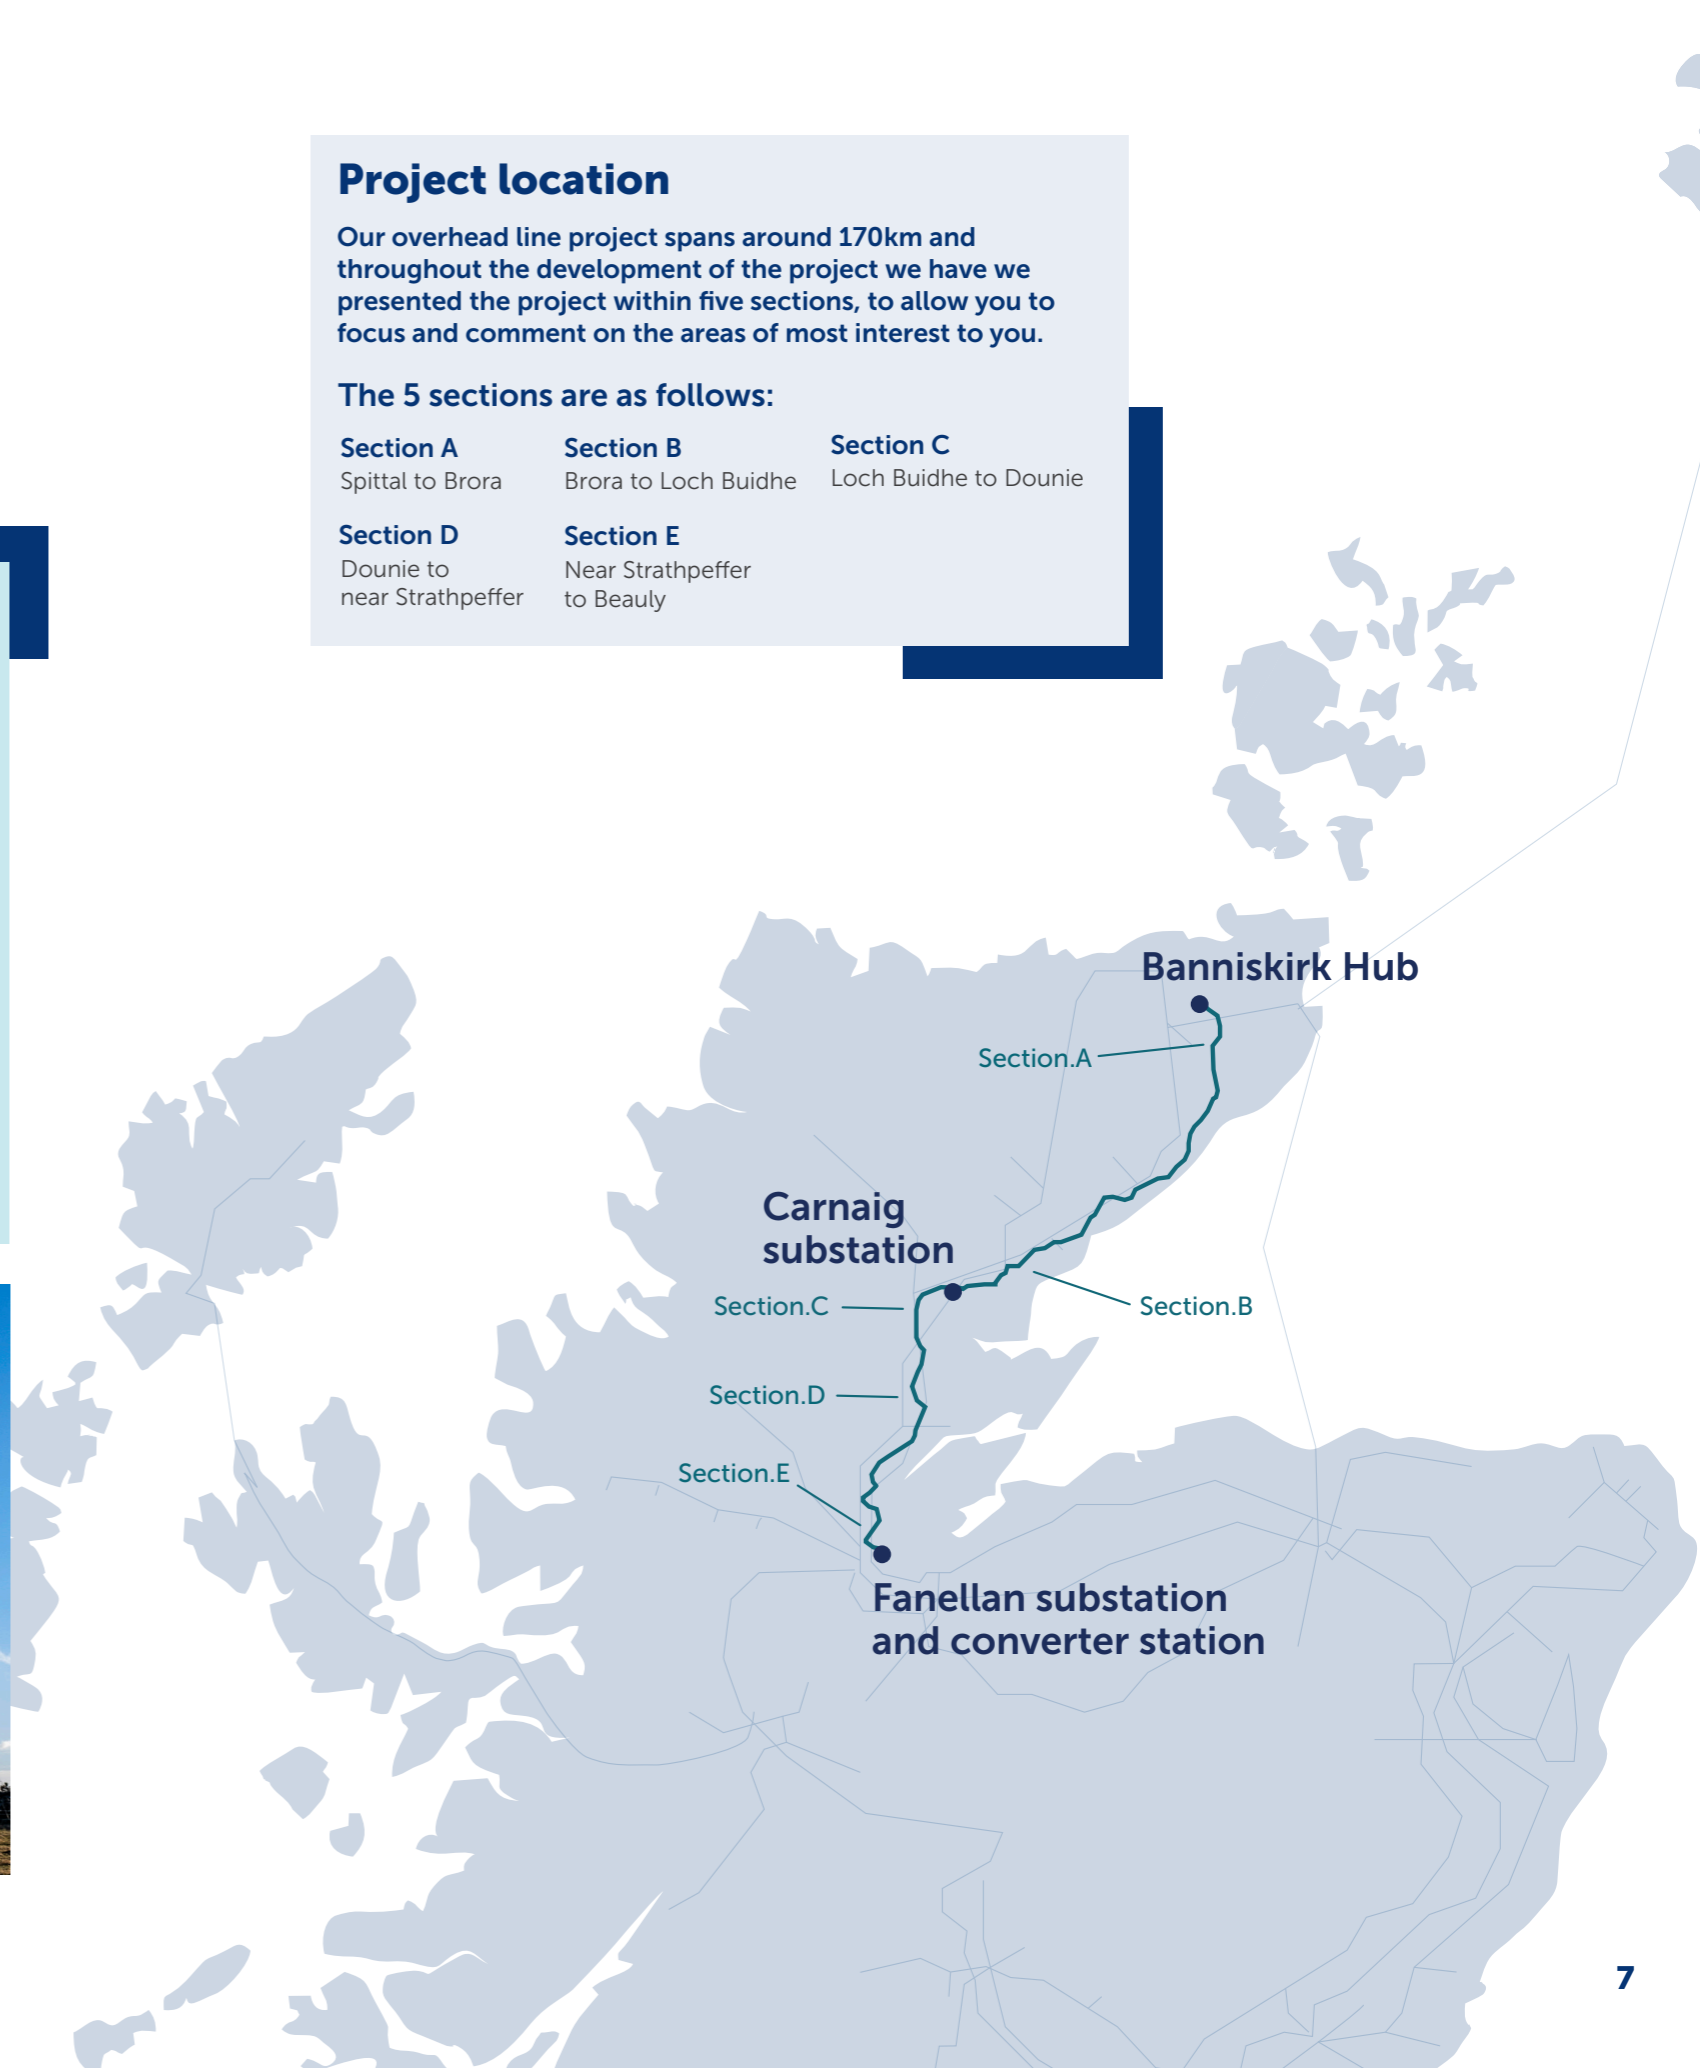 Project location
Our overhead line project spans around 170km and
throughout the development of the project we have we
presented the project within five sections, to allow you to
focus and comment on the areas of most interest to you.
The 5 sections are as follows:
Section A
Spittal to Brora
Section B
Brora to Loch Buidhe
Section C
Loch Buidhe to Dounie
Section D
Dounie to
near Strathpeffer
Section E
Near Strathpeffer
to Beauly
Banniskirk Hub
Section.A
Carnaig
substation
Section.C
Section.B
Section.D
Section.E
Fanellan substation
and converter station
7